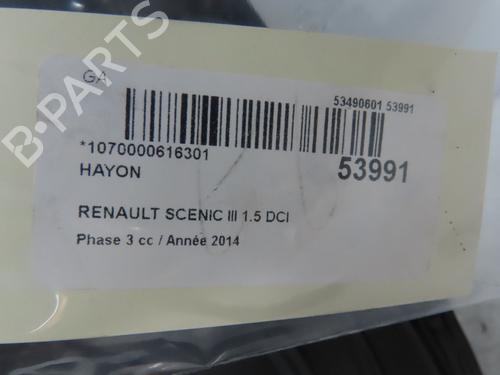 GA
53490601 53991
*1070000616301
HAYON
53991
RENAULT SCENIC III 1.5 DCI
Phase 3 cc / Année 2014
B-PARTS